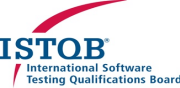 ISTQB®
International Software
Testing Qualifications Board